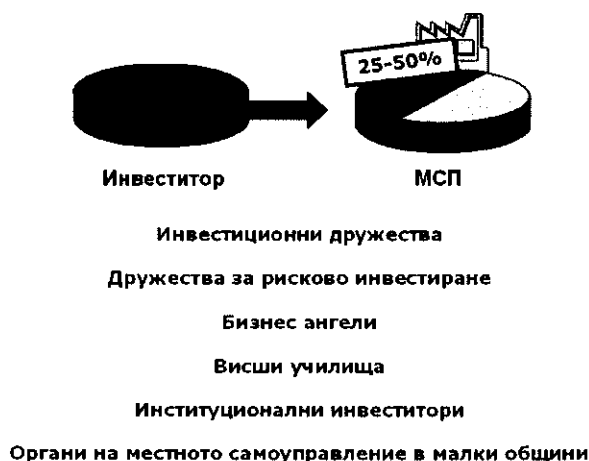 25-50%
Инвеститор
МСП
Инвестиционни дружества
Дружества за рисково инвестиране
Бизнес ангели
Висши училища
Институционални инвеститори
Органи на местното самоуправление в малки общини